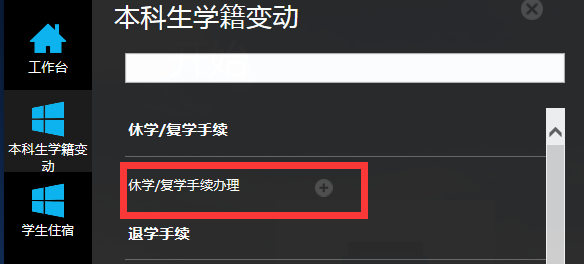 本科生学籍变动
工作台
休学/复学手续
本科生学籍变
动
休学/复学手续办理
学生住宿
退学手续